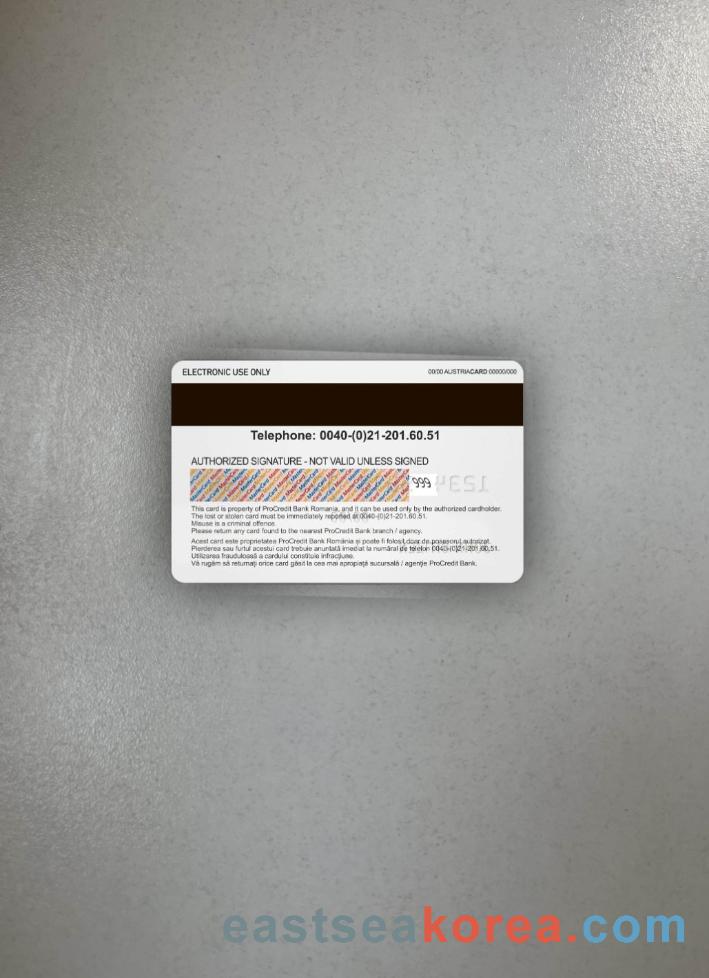 ELECTRONIC USE ONLY
00/00 AUSTRIACARD 00000/000
Telephone: 0040-(0)21-201.60.51
AUTHORIZED SIGNATURE - NOT VALID UNLESS SIGNED
999
This card is property of ProCredit Bank Romania, and it can be used only by the authorized cardholder.
The lost or stolen card must be immediately reported at 0040-(0)21-201.60.51.
Misuse is a criminal offence.
Please return any card found to the nearest ProCredit Bank branch / agency.
Acest card este proprietatea ProCredit Bank România și poate fi folosit doar de posesorul autorizat.
Pierderea sau furtul acestui card trebuie anunțată imediat la numărul de telefon 0040-(0)21-201.60.51.
Utilizarea frauduloasă a cardului constituie infracțiune.
Vă rugăm să returnați orice card găsit la cea mai apropiată sucursală / agenție ProCredit Bank.
eastseakorea.com